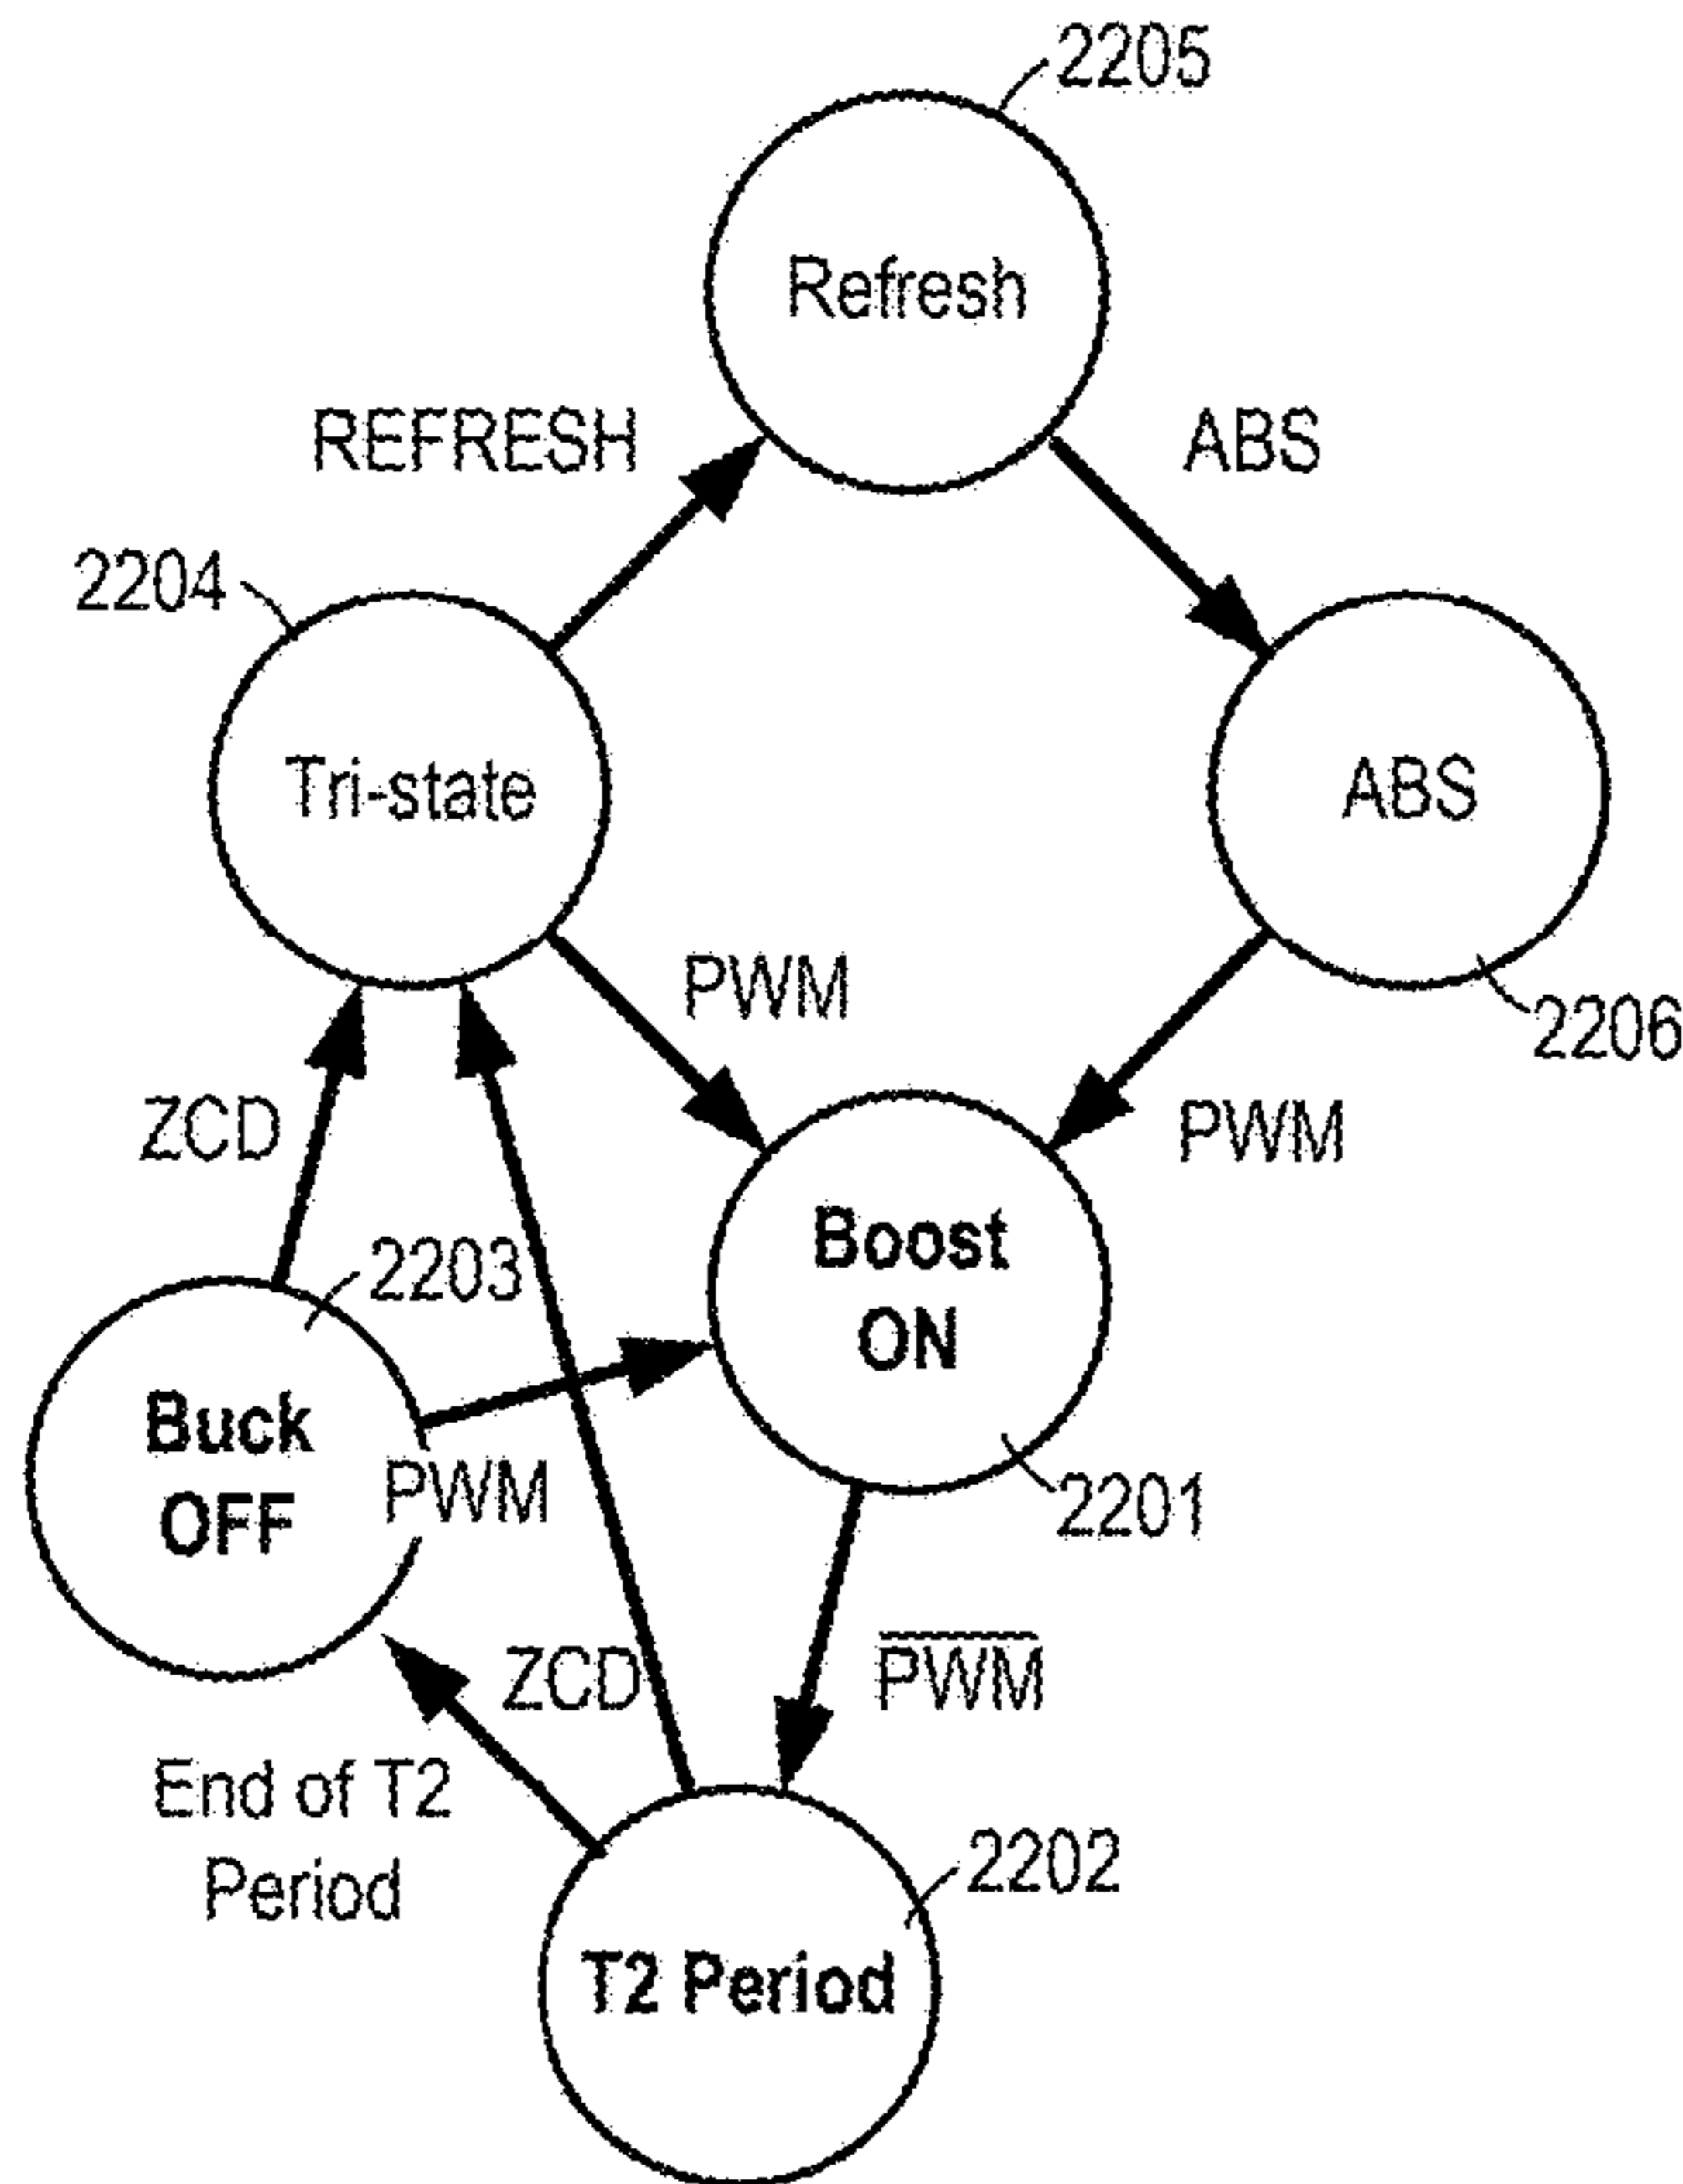 2205
Refresh
REFRESH
ABS
2204
Tri-state
ABS
PWM
2206
ZCD
PWM
2203
Boost
ON
Buck
OFF
PWM
2201
ZCD
P̅W̅M̅
End of T2
Period
2202
T2 Period